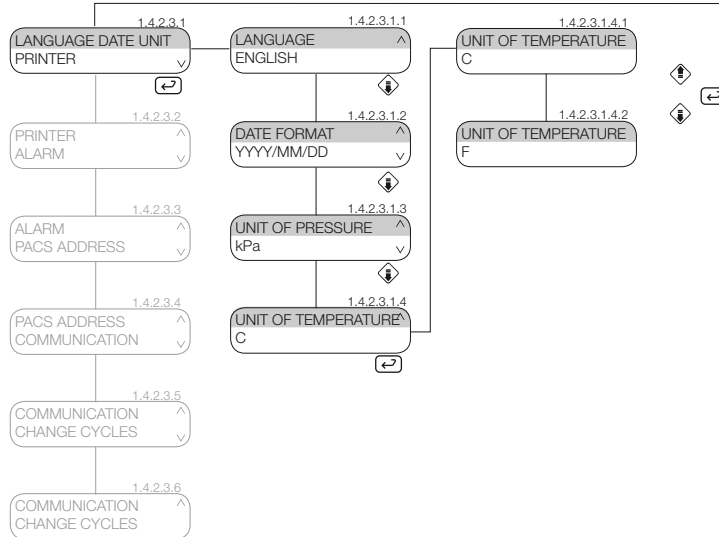 1.4.2.3.1
LANGUAGE DATE UNIT
PRINTER
1.4.2.3.2
PRINTER
ALARM
1.4.2.3.3
ALARM
PACS ADDRESS
1.4.2.3.4
PACS ADDRESS
COMMUNICATION
1.4.2.3.5
COMMUNICATION
CHANGE CYCLES
1.4.2.3.6
COMMUNICATION
CHANGE CYCLES
1.4.2.3.1.1
LANGUAGE
ENGLISH
1.4.2.3.1.2
DATE FORMAT
YYYY/MM/DD
1.4.2.3.1.3
UNIT OF PRESSURE
kPa
1.4.2.3.1.4
UNIT OF TEMPERATURE
C
1.4.2.3.1.4.1
UNIT OF TEMPERATURE
C
1.4.2.3.1.4.2
UNIT OF TEMPERATURE
F